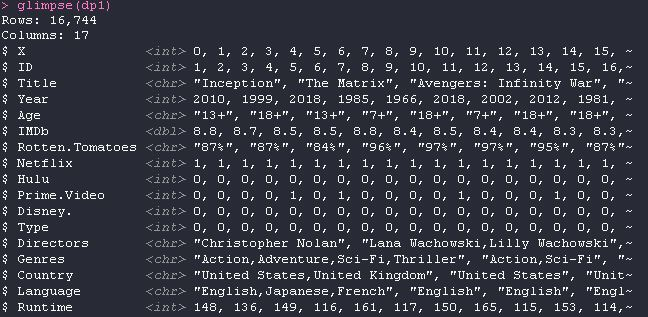 > glimpse(dp1)
Rows: 16,744
Columns: 17
$ X <int> 0, 1, 2, 3, 4, 5, 6, 7, 8, 9, 10, 11, 12, 13, 14, 15, ~
$ ID <int> 1, 2, 3, 4, 5, 6, 7, 8, 9, 10, 11, 12, 13, 14, 15, 16,~
$ Title <chr> "Inception", "The Matrix", "Avengers: Infinity War", "~
$ Year <int> 2010, 1999, 2018, 1985, 1966, 2018, 2002, 2012, 1981, ~
$ Age <chr> "13+", "18+", "13+", "7+", "18+", "7+", "18+", "18+", ~
$ IMDb <dbl> 8.8, 8.7, 8.5, 8.5, 8.8, 8.4, 8.5, 8.4, 8.4, 8.3, 8.3,~
$ Rotten.Tomatoes <chr> "87%", "87%", "84%", "96%", "97%", "97%", "95%", "87%"~
$ Netflix <int> 1, 1, 1, 1, 1, 1, 1, 1, 1, 1, 1, 1, 1, 1, 1, 1, 1, 1, ~
$ Hulu <int> 0, 0, 0, 0, 0, 0, 0, 0, 0, 0, 0, 0, 0, 0, 0, 0, 0, 0, ~
$ Prime.Video <int> 0, 0, 0, 0, 1, 0, 1, 0, 0, 0, 0, 1, 0, 0, 0, 1, 0, 0, ~
$ Disney. <int> 0, 0, 0, 0, 0, 0, 0, 0, 0, 0, 0, 0, 0, 0, 0, 0, 0, 0, ~
$ Type <int> 0, 0, 0, 0, 0, 0, 0, 0, 0, 0, 0, 0, 0, 0, 0, 0, 0, 0, ~
$ Directors <chr> "Christopher Nolan", "Lana Wachowski,Lilly Wachowski",~
$ Genres <chr> "Action,Adventure,Sci-Fi,Thriller", "Action,Sci-Fi", "~
$ Country <chr> "United States,United Kingdom", "United States", "Unit~
$ Language <chr> "English,Japanese,French", "English", "English", "Engl~
$ Runtime <int> 148, 136, 149, 116, 161, 117, 150, 165, 115, 153, 114,~